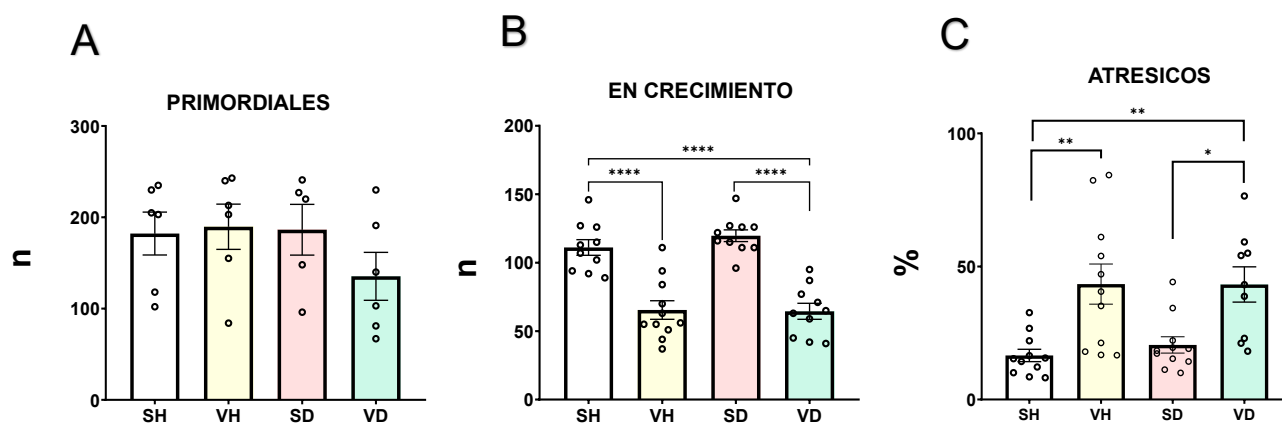 A
PRIMORDIALES
n
300
200
100
0
SH VH SD VD
B
EN CRECIMIENTO
n
200
150
100
50
0
****
**** ****
SH VH SD VD
C
ATRESICOS
%
100
50
0
**
** *
SH VH SD VD